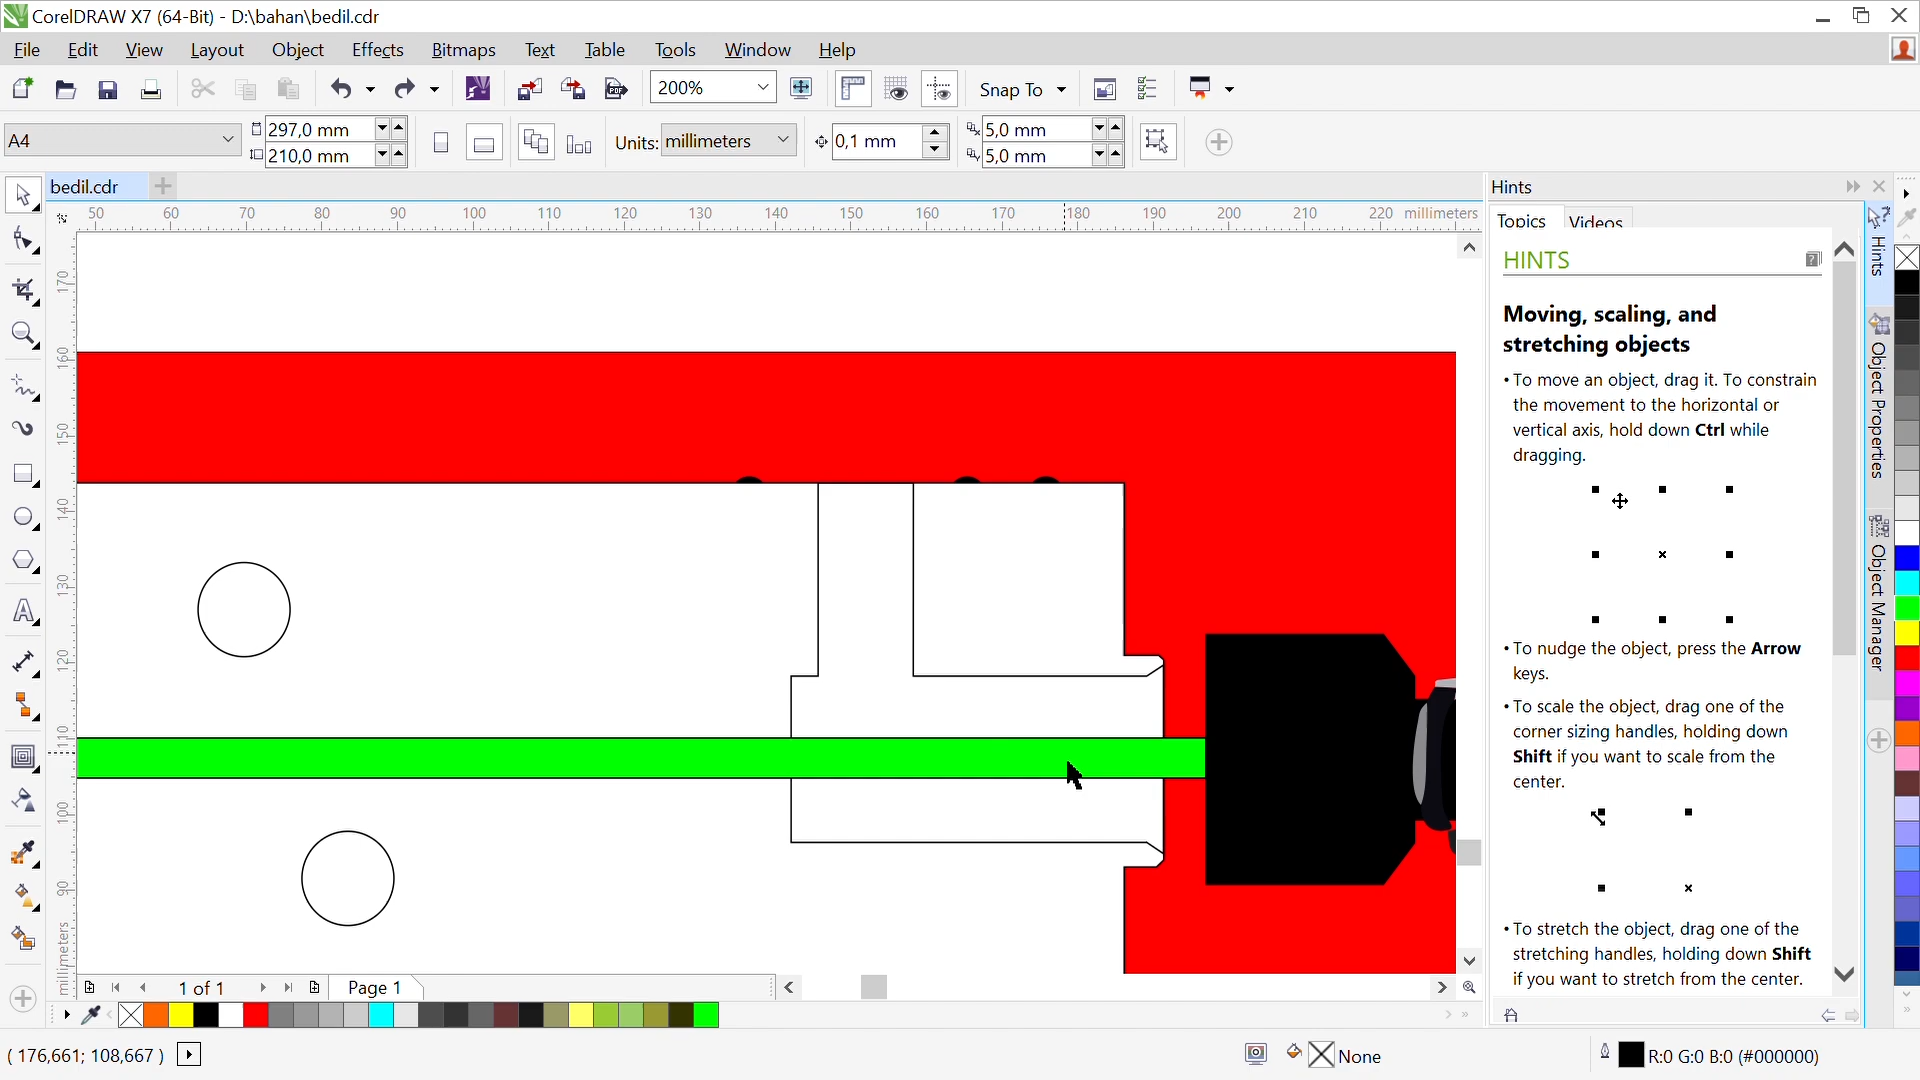 CorelDRAW X7 (64-Bit) - D:\bahan\bedil.cdr
File Edit View Layout Object Effects Bitmaps Text Table Tools Window Help
PDF 200% Snap To
A4 297,0 mm 210,0 mm Units: millimeters 0,1 mm 5,0 mm 5,0 mm
bedil.cdr
50 60 70 80 90 100 110 120 130 140 150 160 170 180 190 200 210 220 millimeters
170
160
150
140
130
120
110
100
90
millimeters
Hints
Topics Videos
HINTS
Moving, scaling, and
stretching objects
• To move an object, drag it. To constrain
the movement to the horizontal or
vertical axis, hold down Ctrl while
dragging.
• To nudge the object, press the Arrow
keys.
• To scale the object, drag one of the
corner sizing handles, holding down
Shift if you want to scale from the
center.
• To stretch the object, drag one of the
stretching handles, holding down Shift
if you want to stretch from the center.
Hints
Object Properties
Object Manager
1 of 1 Page 1
( 176,661; 108,667 ) None R:0 G:0 B:0 (#000000)